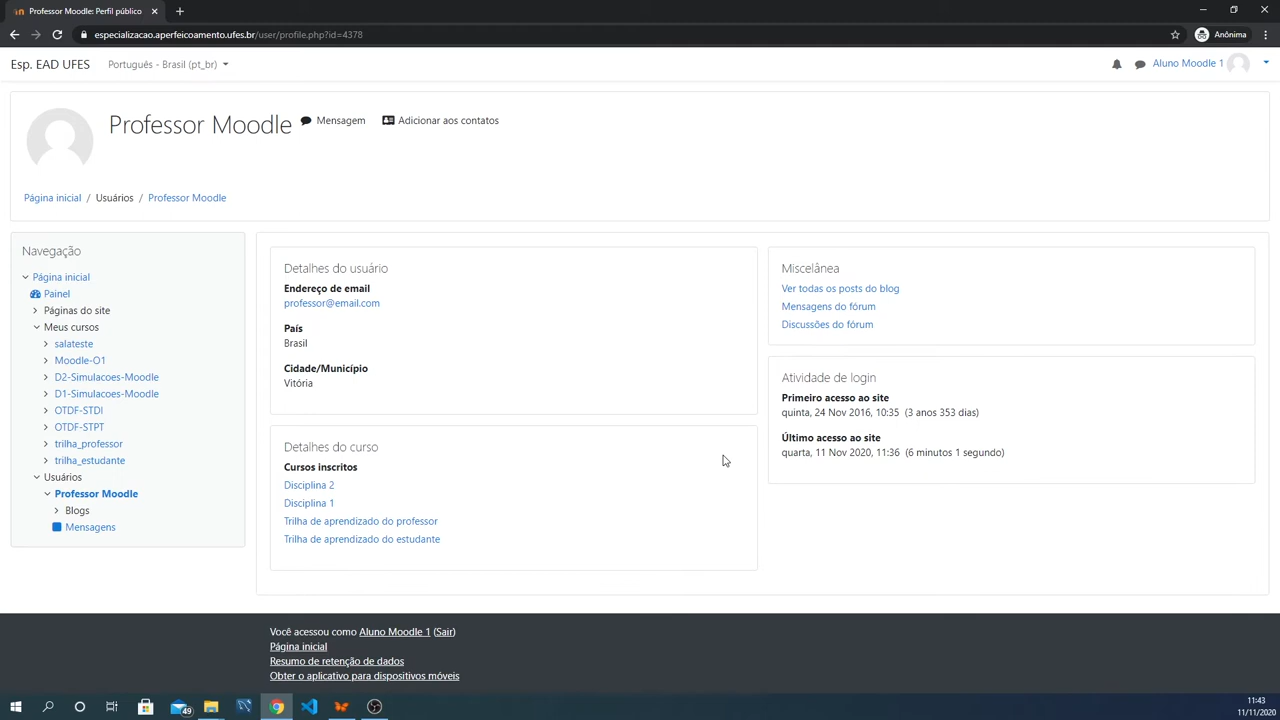 Professor Moodle: Perfil público
especializacao.aperfeicoamento.ufes.br/user/profile.php?id=4378
Anônima
Esp. EAD UFES
Português - Brasil (pt_br)
Aluno Moodle 1
Professor Moodle
Mensagem
Adicionar aos contatos
Página inicial / Usuários / Professor Moodle
Navegação
Página inicial
Painel
Páginas do site
Meus cursos
salateste
Moodle-O1
D2-Simulacoes-Moodle
D1-Simulacoes-Moodle
OTDF-STDI
OTDF-STPT
trilha_professor
trilha_estudante
Usuários
Professor Moodle
Blogs
Mensagens
Detalhes do usuário
Endereço de email
professor@email.com
País
Brasil
Cidade/Município
Vitória
Detalhes do curso
Cursos inscritos
Disciplina 2
Disciplina 1
Trilha de aprendizado do professor
Trilha de aprendizado do estudante
Miscelânea
Ver todas os posts do blog
Mensagens do fórum
Discussões do fórum
Atividade de login
Primeiro acesso ao site
quinta, 24 Nov 2016, 10:35 (3 anos 353 dias)
Último acesso ao site
quarta, 11 Nov 2020, 11:36 (6 minutos 1 segundo)
Você acessou como Aluno Moodle 1 (Sair)
Página inicial
Resumo de retenção de dados
Obter o aplicativo para dispositivos móveis
49
11:43
11/11/2020